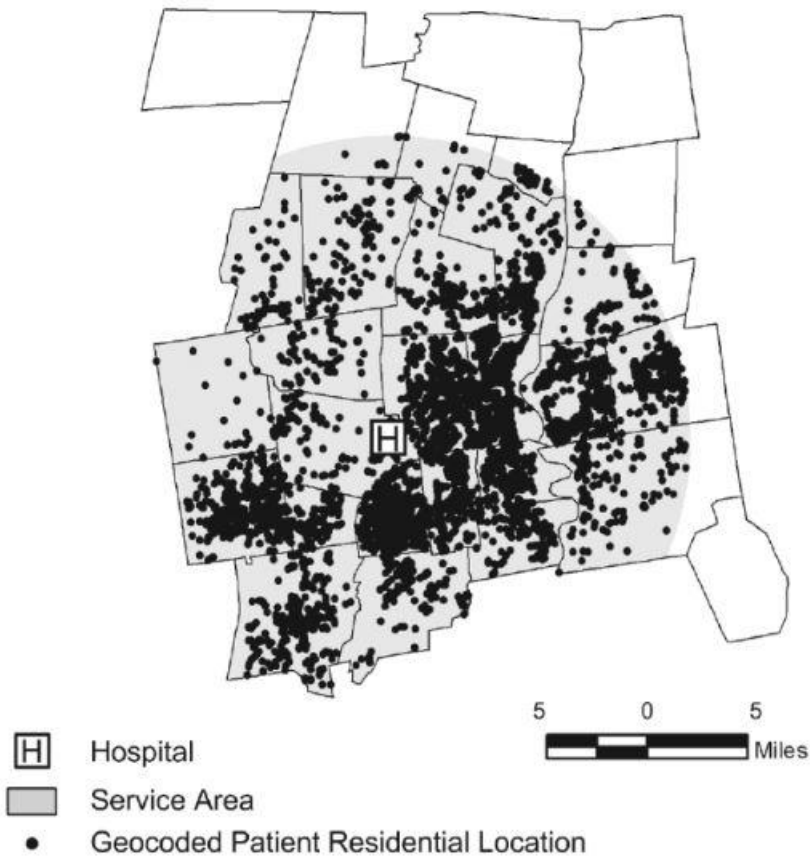 H
5 0 5
Miles
H Hospital
Service Area
Geocoded Patient Residential Location